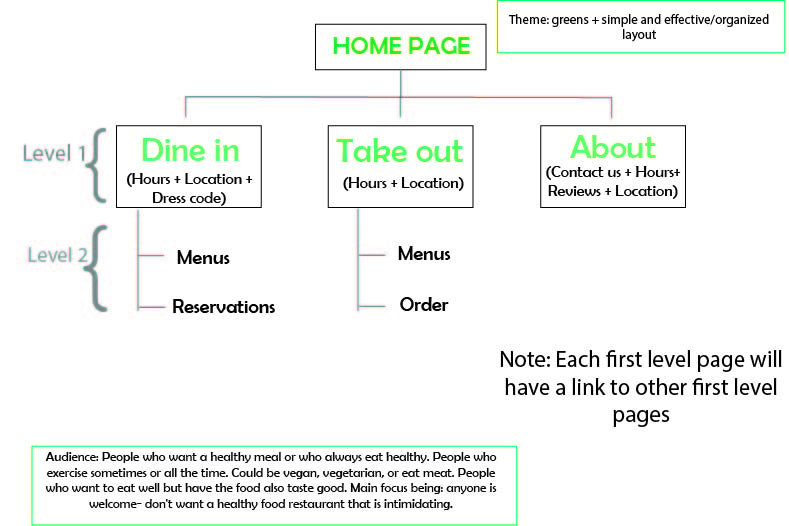 Theme: greens + simple and effective/organized
layout
HOME PAGE
Level 1
Dine in
(Hours + Location +
Dress code)
Take out
(Hours + Location)
About
(Contact us + Hours+
Reviews + Location)
Level 2
Menus
Reservations
Menus
Order
Note: Each first level page will
have a link to other first level
pages
Audience: People who want a healthy meal or who always eat healthy. People who
exercise sometimes or all the time. Could be vegan, vegetarian, or eat meat. People
who want to eat well but have the food also taste good. Main focus being: anyone is
welcome- don't want a healthy food restaurant that is intimidating.